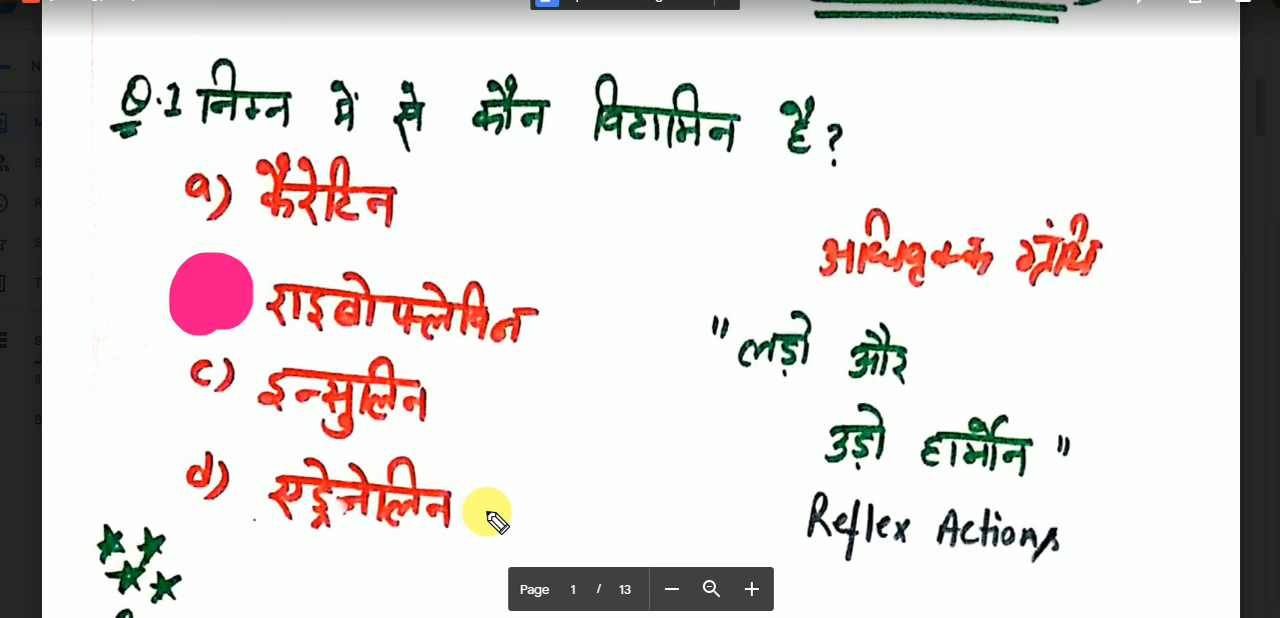 Q.1 निम्न में से कौन विटामिन है?
a) कैरेटिन
राइबोफ्लेविन
c) इन्सुलिन
d) एड्रेनेलिन
अधिवृक्क ग्रंथि
"लड़ो और
उड़ो हार्मोन"
Reflex Actions
Page 1 / 13